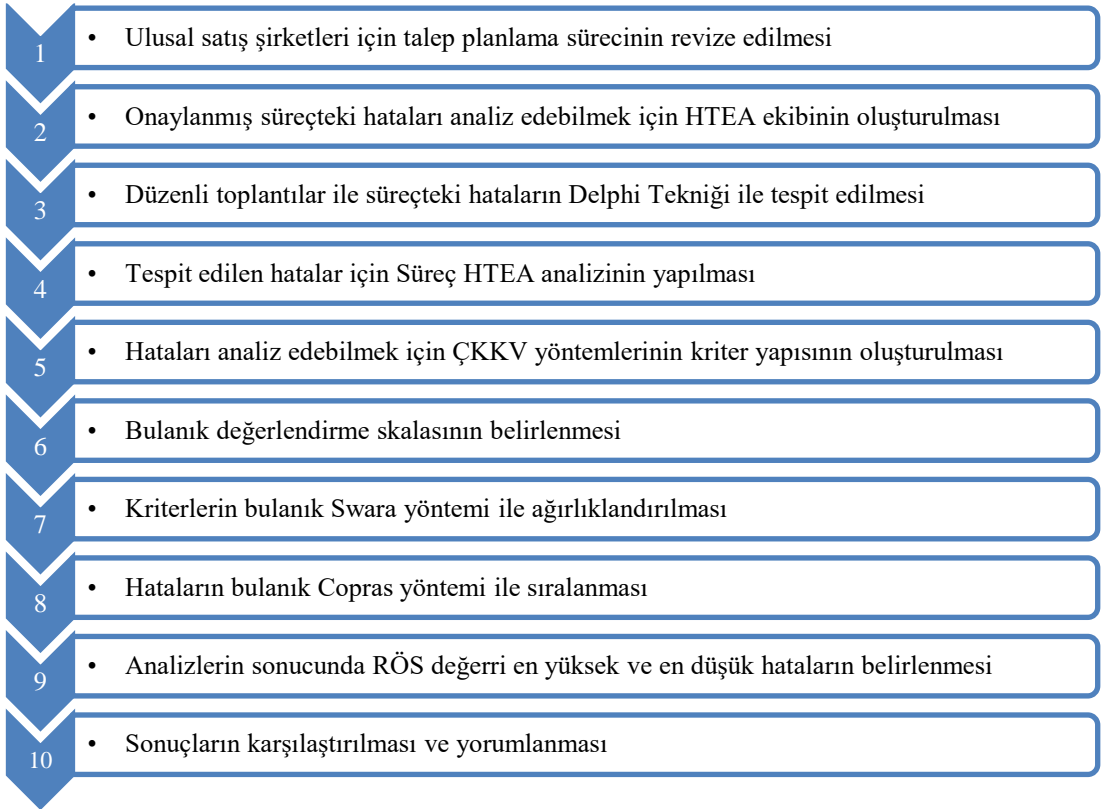 1
• Ulusal satış şirketleri için talep planlama sürecinin revize edilmesi
2
• Onaylanmış süreçteki hataları analiz edebilmek için HTEA ekibinin oluşturulması
3
• Düzenli toplantılar ile süreçteki hataların Delphi Tekniği ile tespit edilmesi
4
• Tespit edilen hatalar için Süreç HTEA analizinin yapılması
5
• Hataları analiz edebilmek için ÇKKV yöntemlerinin kriter yapısının oluşturulması
6
• Bulanık değerlendirme skalasının belirlenmesi
7
• Kriterlerin bulanık Swara yöntemi ile ağırlıklandırılması
8
• Hataların bulanık Copras yöntemi ile sıralanması
9
• Analizlerin sonucunda RÖS değerri en yüksek ve en düşük hataların belirlenmesi
10
• Sonuçların karşılaştırılması ve yorumlanması